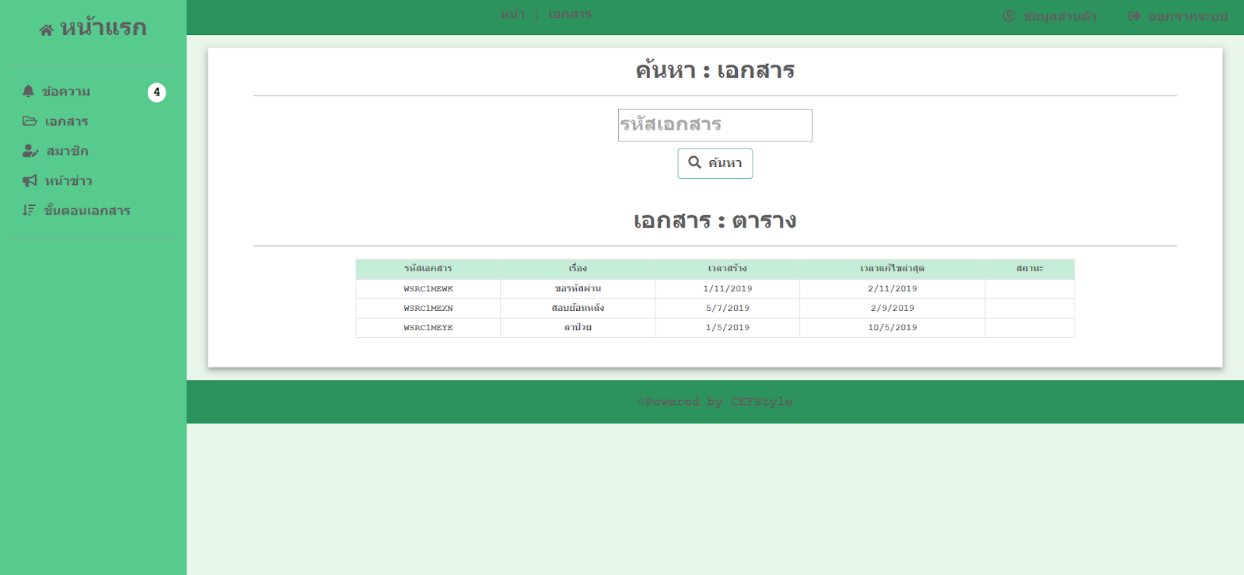 หน้าแรก
ข้อความ 4
เอกสาร
สมาชิก
หน้าข่าว
ขั้นตอนเอกสาร
หน้า : เอกสาร
ข้อมูลส่วนตัว ออกจากระบบ
ค้นหา : เอกสาร
รหัสเอกสาร
ค้นหา
เอกสาร : ตาราง
รหัสเอกสาร เรื่อง เวลาสร้าง เวลาแก้ไขล่าสุด สถานะ
WSRC1MEWK ขอรหัสผ่าน 1/11/2019 2/11/2019
WSRC1MEZN สอบย้อนหลัง 5/7/2019 2/9/2019
WSRC1MEYE ลาป่วย 1/5/2019 10/5/2019
©Powered by CEYStyle